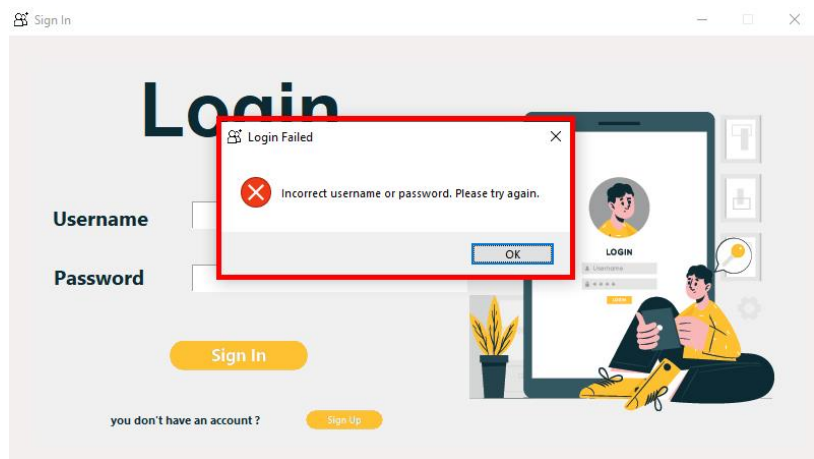 Sign In
Login
Login Failed
Incorrect username or password. Please try again.
OK
Username
Password
Sign In
you don't have an account ?
Sign Up
LOGIN
Username